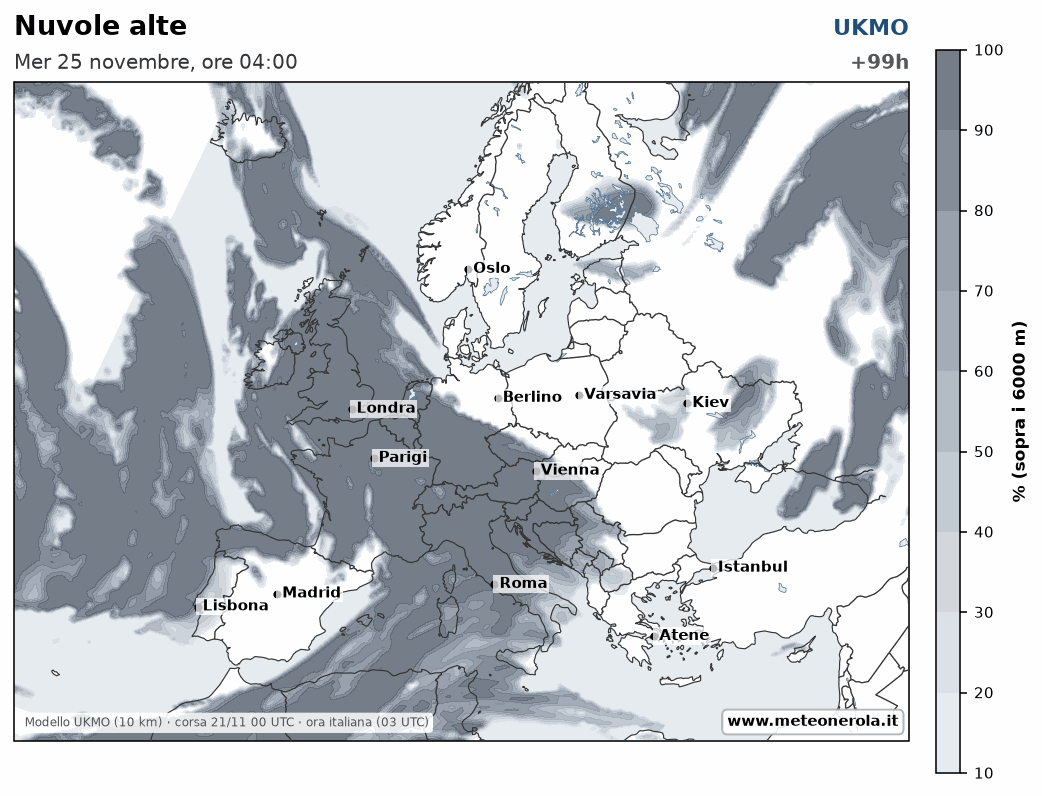 Nuvole alte
UKMO
Mer 25 novembre, ore 04:00
+99h
100
90
80
70
60
50
40
30
20
10
% (sopra i 6000 m)
Oslo
Berlino
Varsavia
Kiev
Londra
Parigi
Vienna
Istanbul
Roma
Madrid
Lisbona
Atene
Modello UKMO (10 km) · corsa 21/11 00 UTC · ora italiana (03 UTC)
www.meteonerola.it